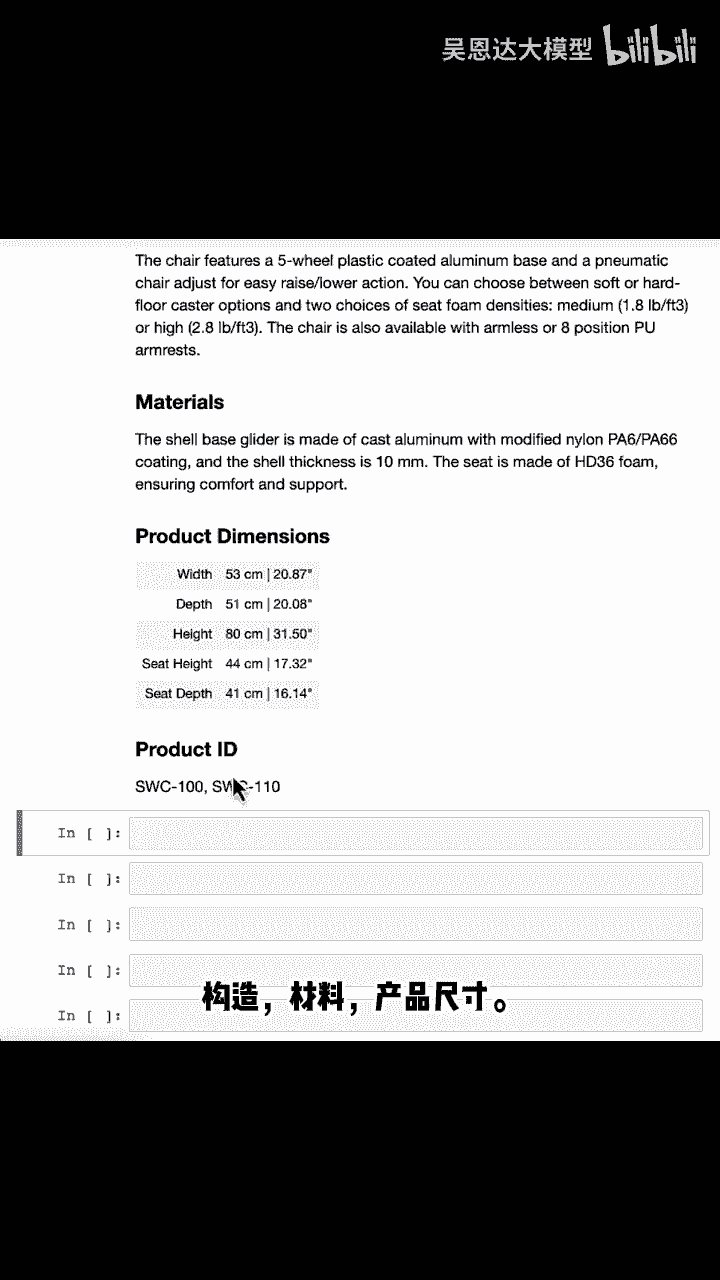 吴恩达大模型 bilibili
The chair features a 5-wheel plastic coated aluminum base and a pneumatic
chair adjust for easy raise/lower action. You can choose between soft or hard-
floor caster options and two choices of seat foam densities: medium (1.8 lb/ft3)
or high (2.8 lb/ft3). The chair is also available with armless or 8 position PU
armrests.
Materials
The shell base glider is made of cast aluminum with modified nylon PA6/PA66
coating, and the shell thickness is 10 mm. The seat is made of HD36 foam,
ensuring comfort and support.
Product Dimensions
Width 53 cm | 20.87"
Depth 51 cm | 20.08"
Height 80 cm | 31.50"
Seat Height 44 cm | 17.32"
Seat Depth 41 cm | 16.14"
Product ID
SWC-100, SWC-110
In [ ]:
In [ ]:
In [ ]:
In [ ]:
构造，材料，产品尺寸。
In [ ]: